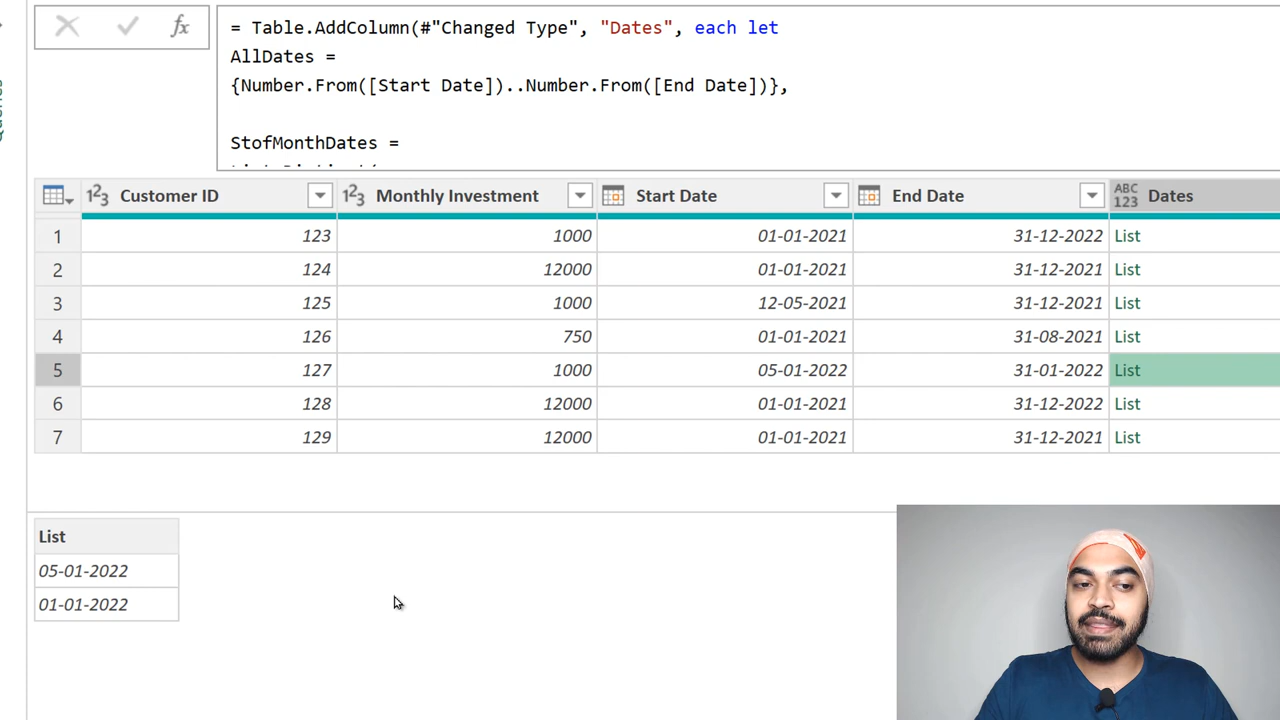 = Table.AddColumn(#"Changed Type", "Dates", each let
AllDates =
{Number.From([Start Date])..Number.From([End Date])},
StofMonthDates =
Customer ID Monthly Investment Start Date End Date ABC 123 Dates
1 123 1000 01-01-2021 31-12-2022 List
2 124 12000 01-01-2021 31-12-2021 List
3 125 1000 12-05-2021 31-12-2021 List
4 126 750 01-01-2021 31-08-2021 List
5 127 1000 05-01-2022 31-01-2022 List
6 128 12000 01-01-2021 31-12-2022 List
7 129 12000 01-01-2021 31-12-2021 List
List
05-01-2022
01-01-2022